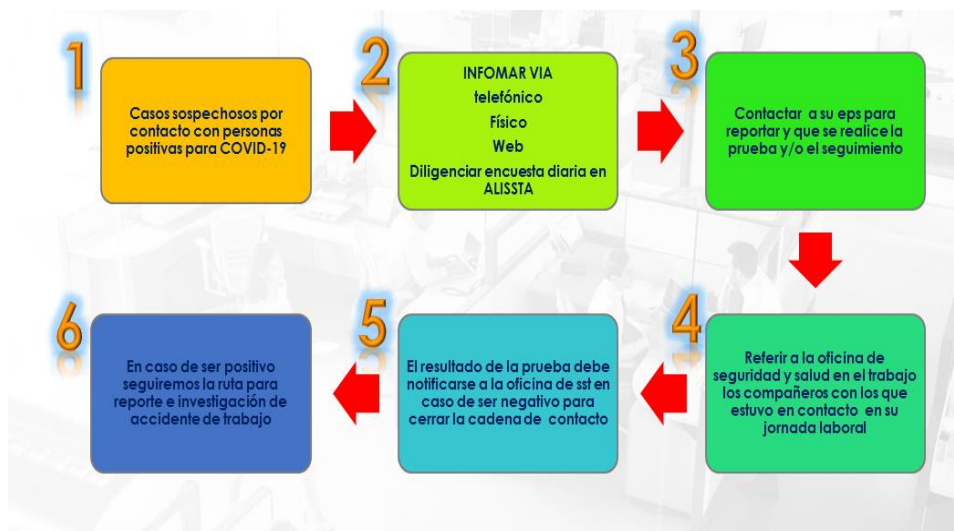 1
Casos sospechosos por
contacto con personas
positivas para COVID-19
2
INFOMAR VIA
telefónico
Físico
Web
Diligenciar encuesta diaria en
ALISSTA
3
Contactar a su eps para
reportar y que se realice la
prueba y/o el seguimiento
4
Referir a la oficina de
seguridad y salud en el trabajo
los compañeros con los que
estuvo en contacto en su
jornada laboral
5
El resultado de la prueba debe
notificarse a la oficina de sst en
caso de ser negativo para
cerrar la cadena de contacto
6
En caso de ser positivo
seguiremos la ruta para
reporte e investigación de
accidente de trabajo